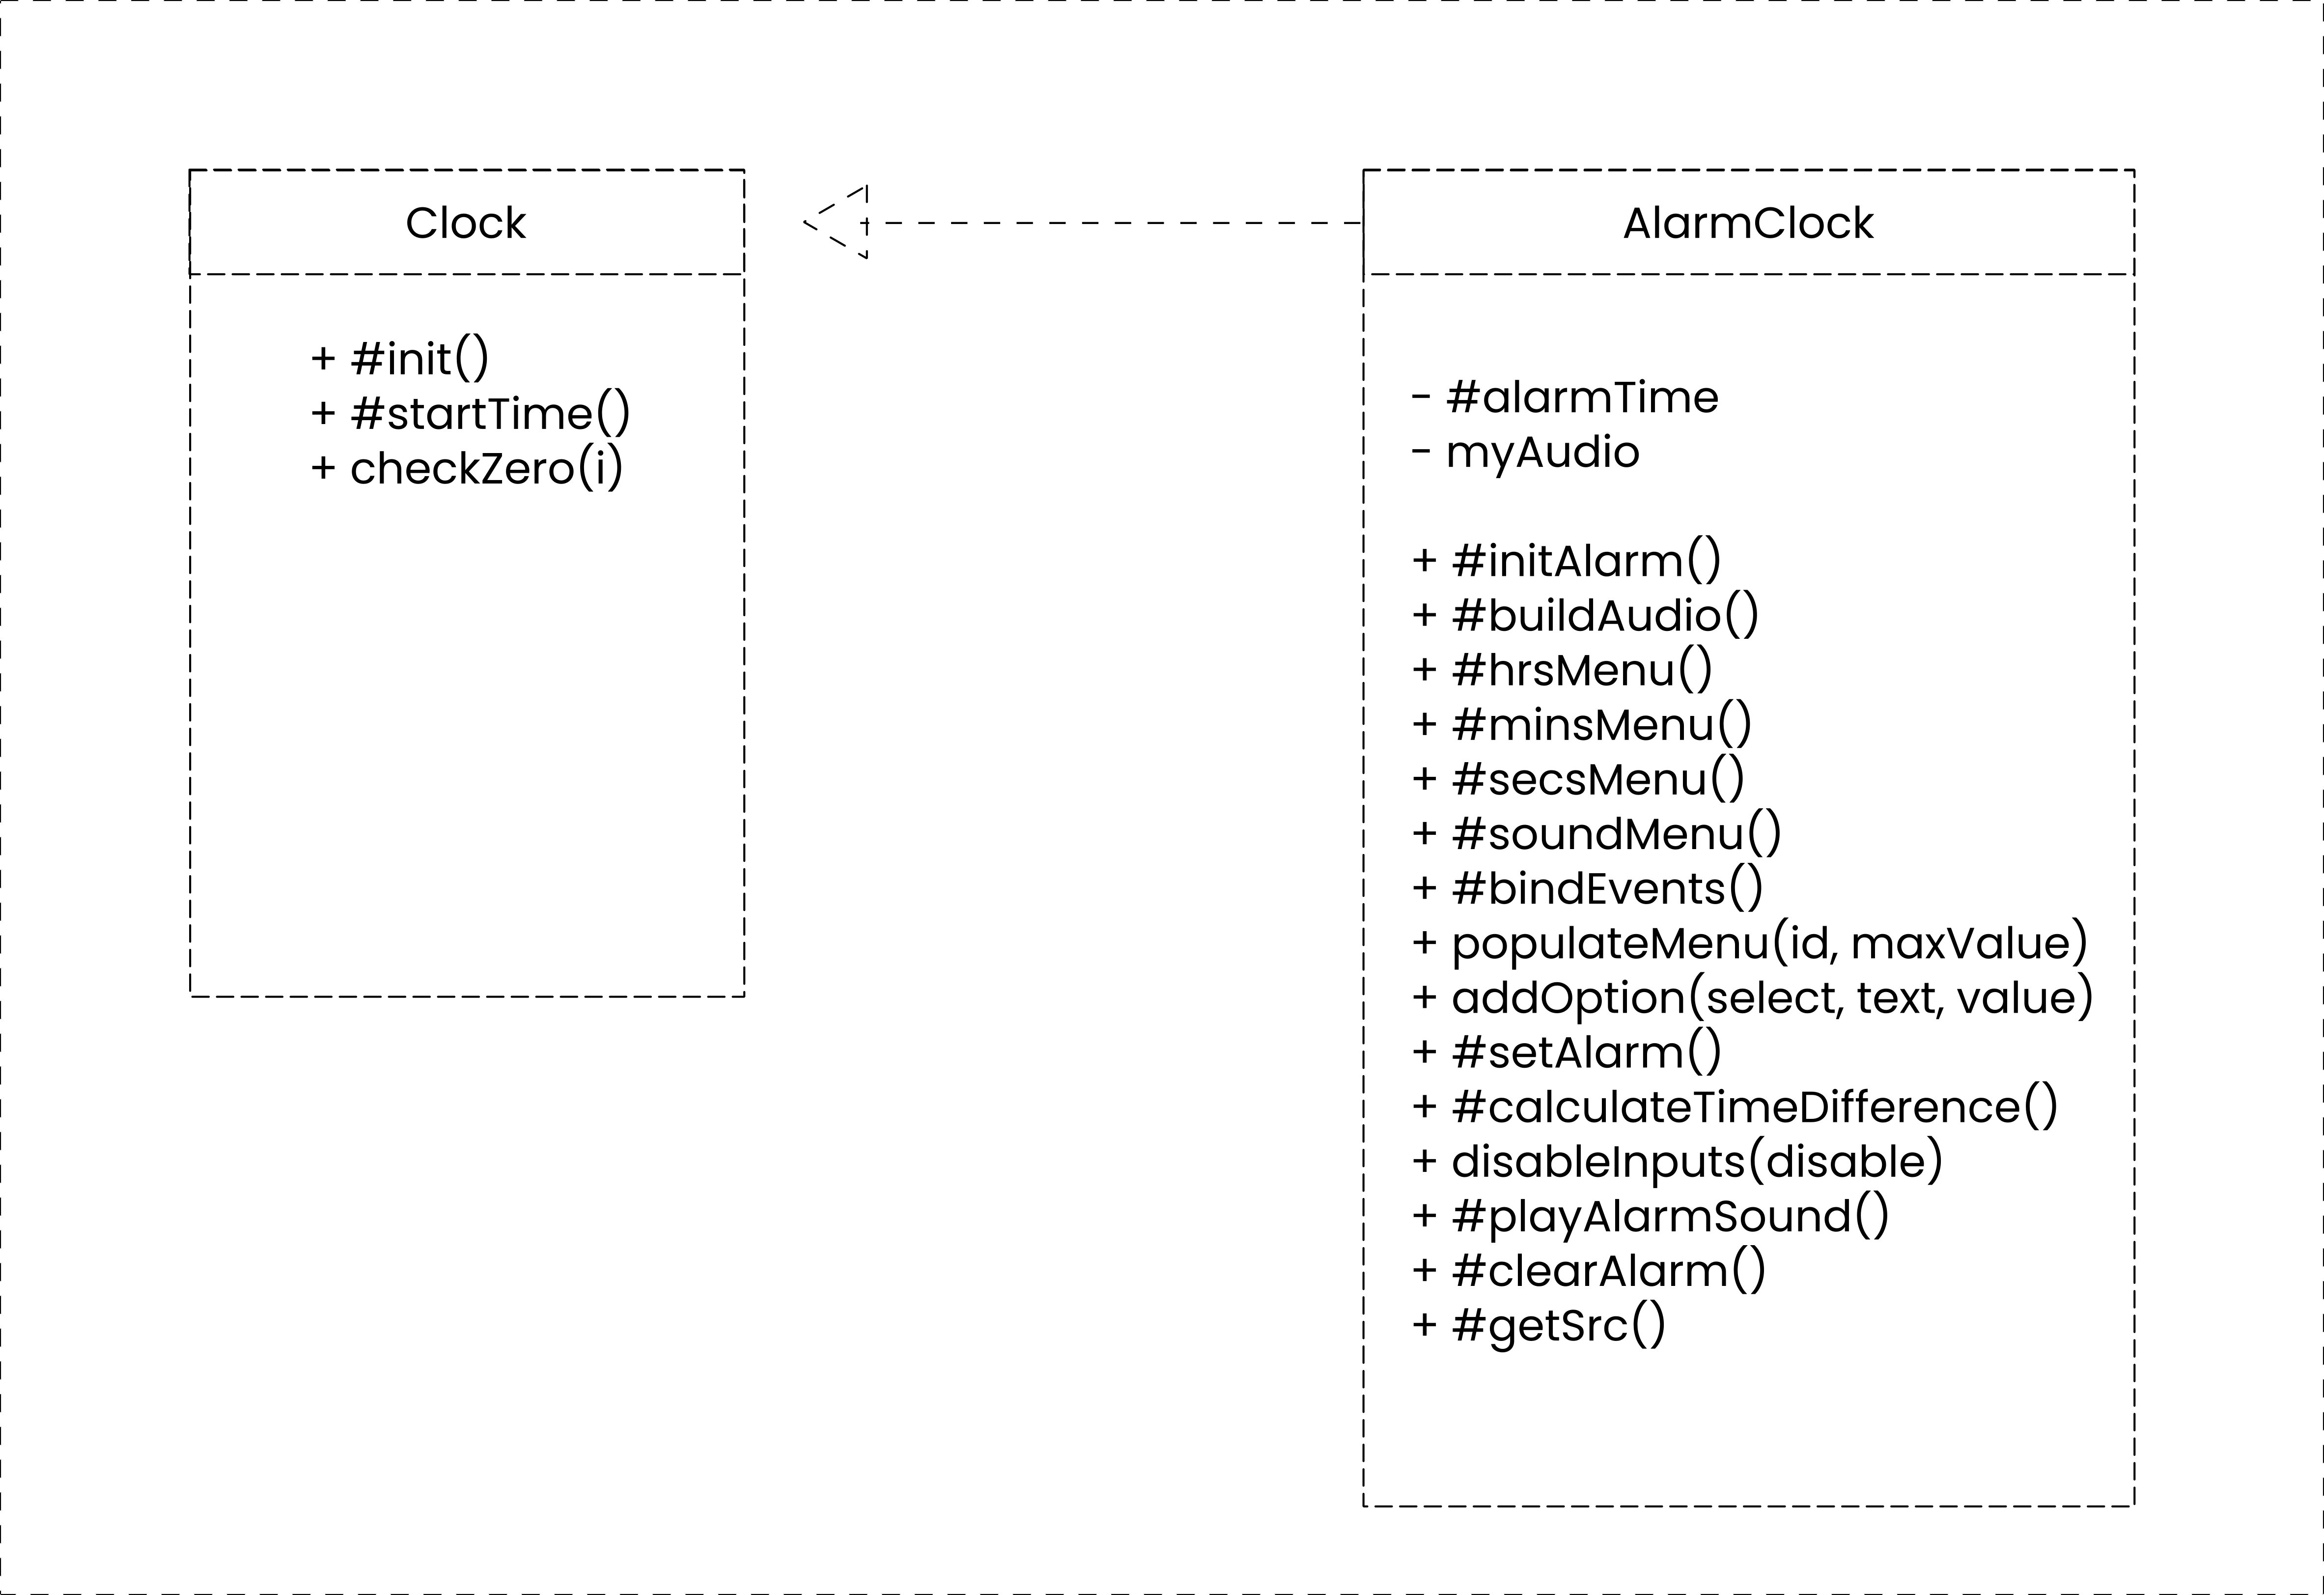 Clock
+ #init()
+ #startTime()
+ checkZero(i)
AlarmClock
- #alarmTime
- myAudio
+ #initAlarm()
+ #buildAudio()
+ #hrsMenu()
+ #minsMenu()
+ #secsMenu()
+ #soundMenu()
+ #bindEvents()
+ populateMenu(id, maxValue)
+ addOption(select, text, value)
+ #setAlarm()
+ #calculateTimeDifference()
+ disableInputs(disable)
+ #playAlarmSound()
+ #clearAlarm()
+ #getSrc()